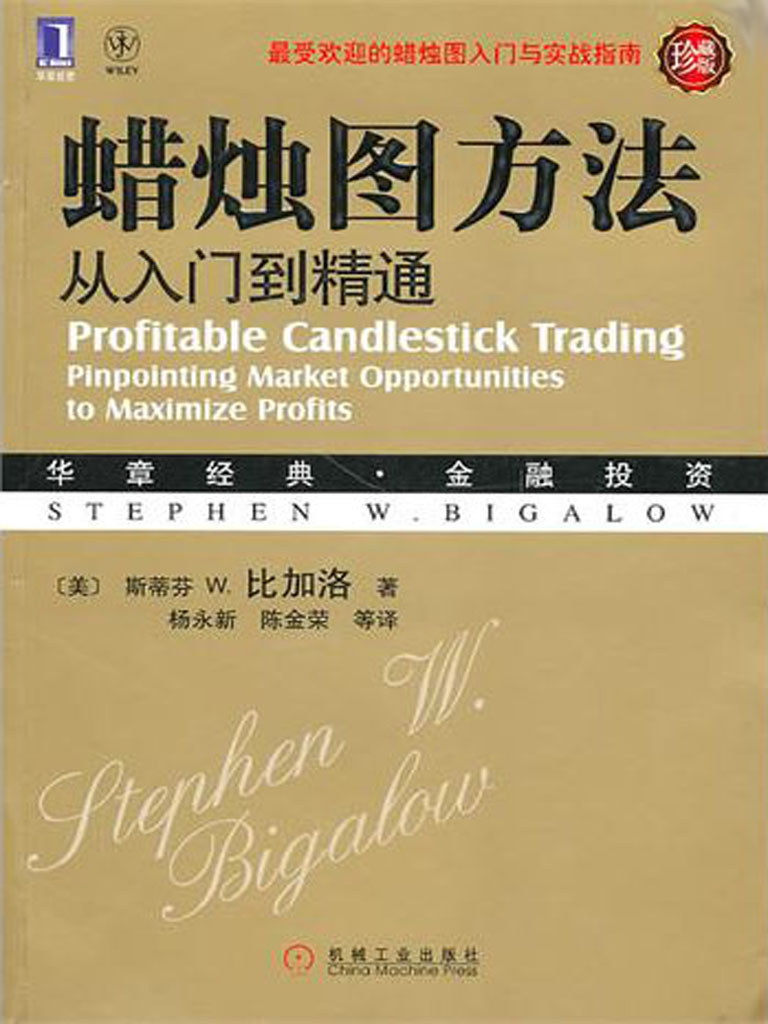 最受欢迎的蜡烛图入门与实战指南
珍藏版
华章经管
WILEY
蜡烛图方法
从入门到精通
Profitable Candlestick Trading
Pinpointing Market Opportunities
to Maximize Profits
华章经典·金融投资
STEPHEN W.BIGALOW
〔美〕 斯蒂芬 W. 比加洛 著
杨永新 陈金荣 等译
Stephen W.
Bigalow
机械工业出版社
China Machine Press